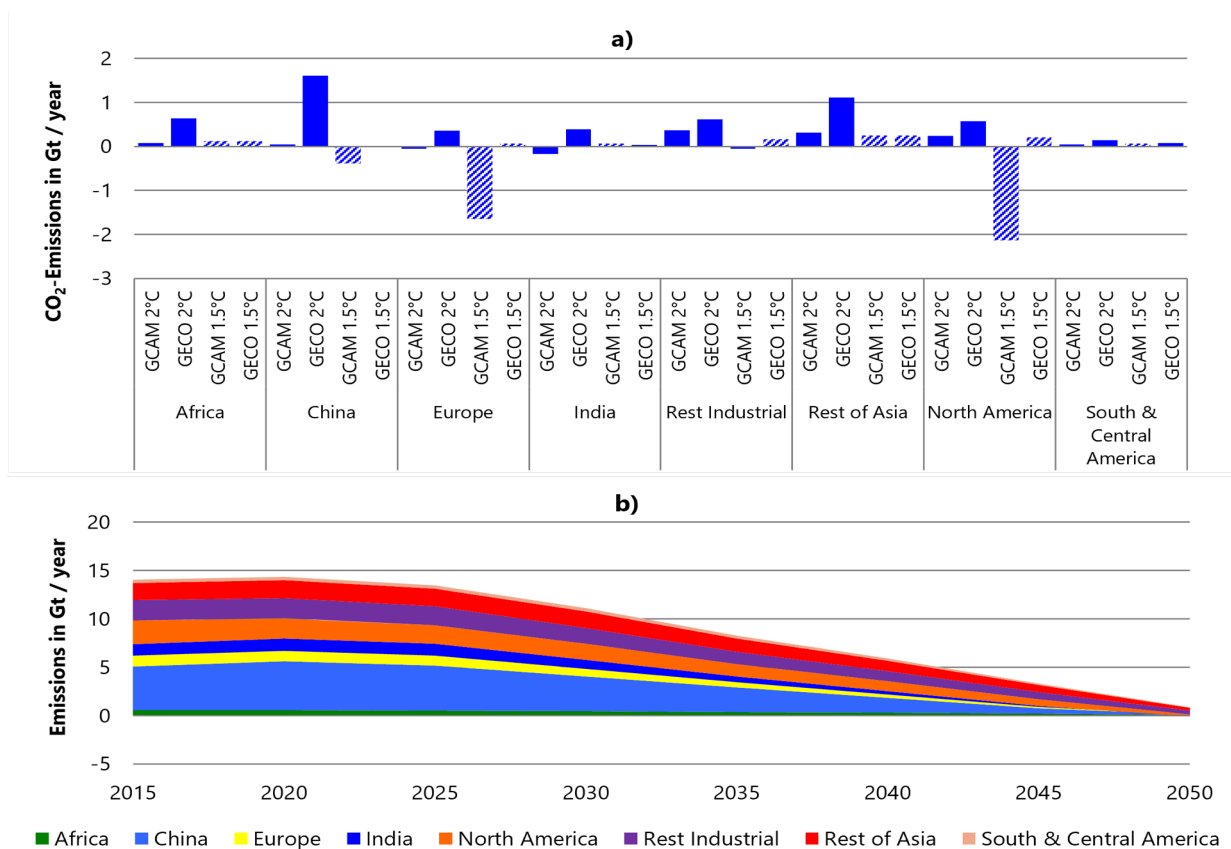 a)
CO₂-Emissions in Gt / year
2
1
0
-1
-2
-3
GCAM 2°C
GECO 2°C
GCAM 1.5°C
GECO 1.5°C
GCAM 2°C
GECO 2°C
GCAM 1.5°C
GECO 1.5°C
GCAM 2°C
GECO 2°C
GCAM 1.5°C
GECO 1.5°C
GCAM 2°C
GECO 2°C
GCAM 1.5°C
GECO 1.5°C
GCAM 2°C
GECO 2°C
GCAM 1.5°C
GECO 1.5°C
GCAM 2°C
GECO 2°C
GCAM 1.5°C
GECO 1.5°C
GCAM 2°C
GECO 2°C
GCAM 1.5°C
GECO 1.5°C
GCAM 2°C
GECO 2°C
GCAM 1.5°C
GECO 1.5°C
Africa
China
Europe
India
Rest Industrial
Rest of Asia
North America
South &
Central
America
b)
Emissions in Gt / year
20
15
10
5
0
-5
2015 2020 2025 2030 2035 2040 2045 2050
Africa China Europe India North America Rest Industrial Rest of Asia South & Central America